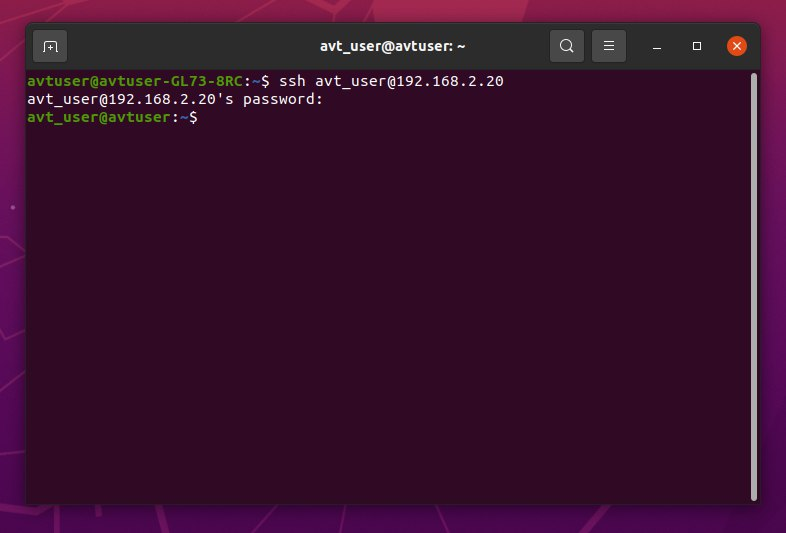 avt_user@avtuser: ~
avtuser@avtuser-GL73-8RC:~$ ssh avt_user@192.168.2.20
avt_user@192.168.2.20's password:
avt_user@avtuser:~$